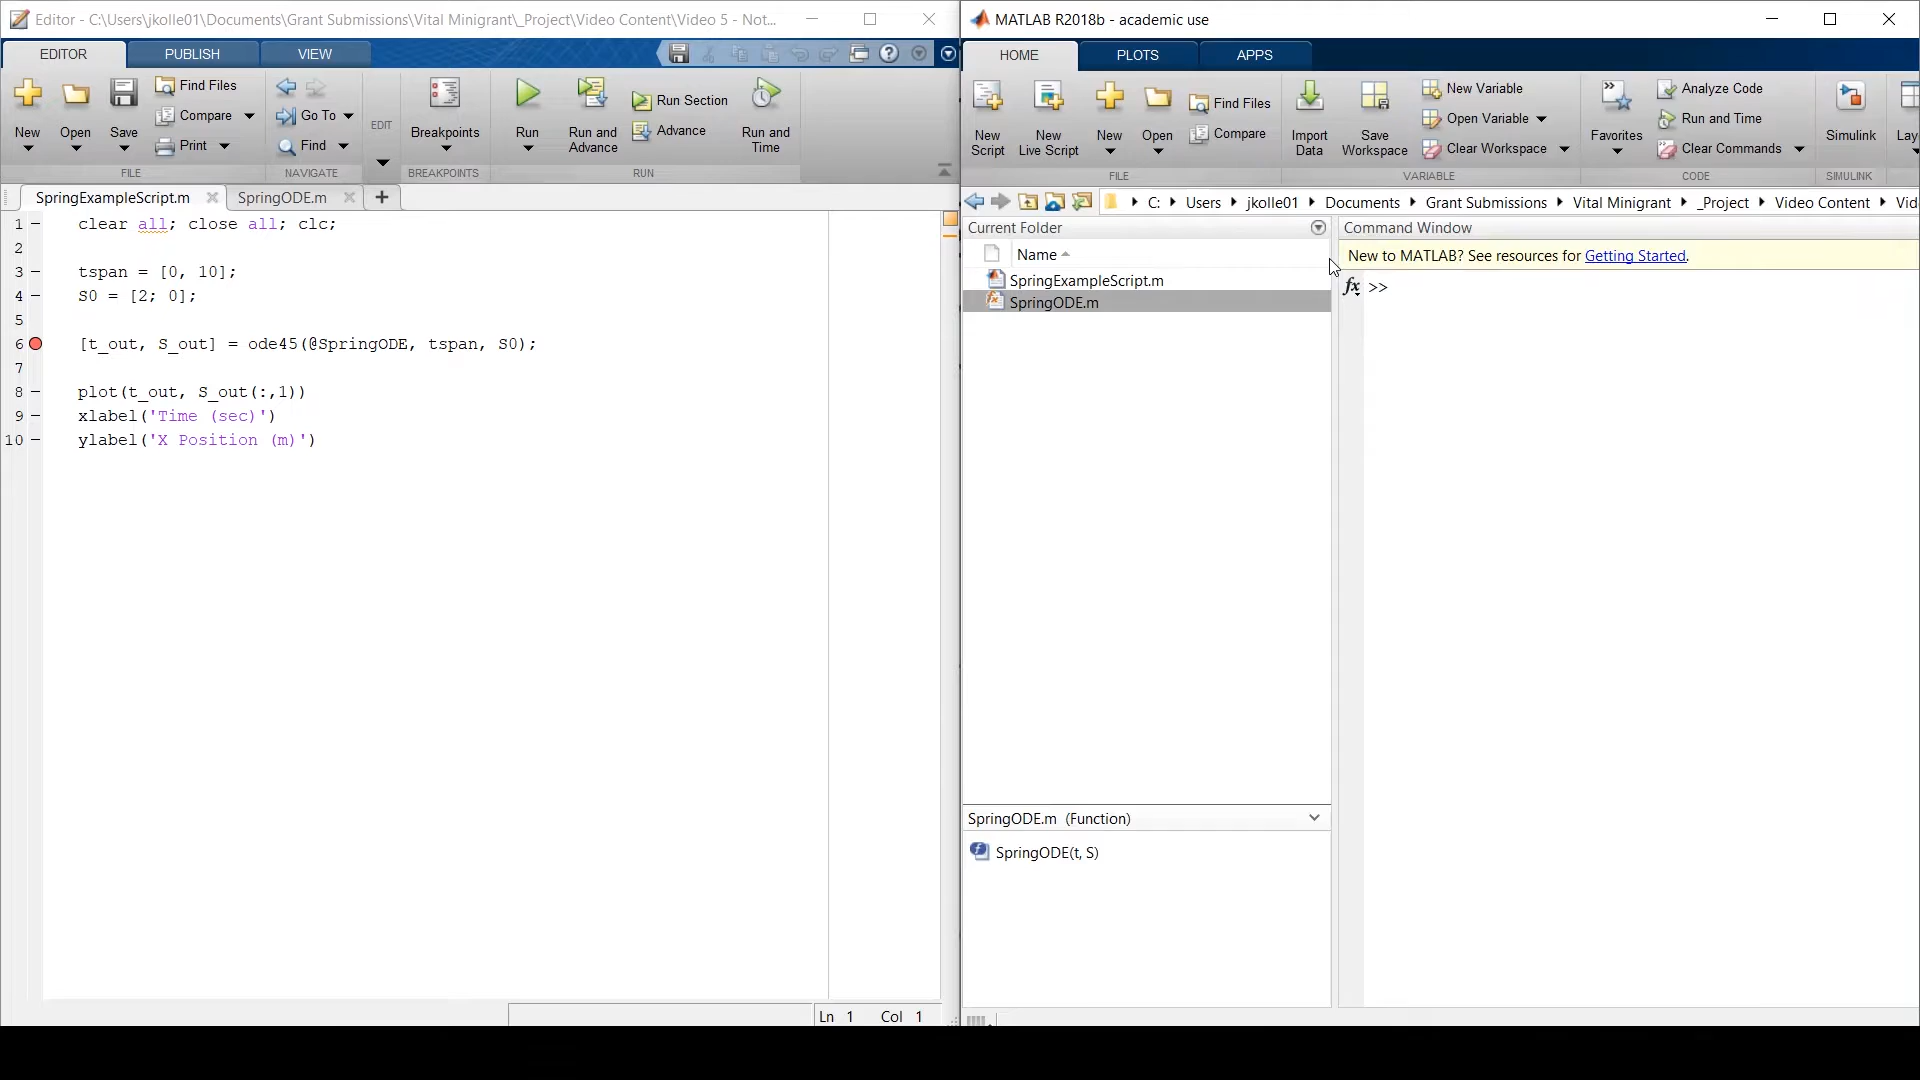 Editor - C:\Users\jkolle01\Documents\Grant Submissions\Vital Minigrant\_Project\Video Content\Video 5 - Not...
EDITOR PUBLISH VIEW
New Open Save Find Files Compare Print
Go To Find
EDIT
Breakpoints
Run Run and Advance Run Section Advance Run and Time
FILE NAVIGATE BREAKPOINTS RUN
SpringExampleScript.m SpringODE.m
1 clear all; close all; clc;
2
3 tspan = [0, 10];
4 S0 = [2; 0];
5
6 [t_out, S_out] = ode45(@SpringODE, tspan, S0);
7
8 plot(t_out, S_out(:,1))
9 xlabel('Time (sec)')
10 ylabel('X Position (m)')
Ln 1 Col 1
MATLAB R2018b - academic use
HOME PLOTS APPS
New Script New Live Script New Open Find Files Compare
Import Data Save Workspace New Variable Open Variable Clear Workspace
Favorites Analyze Code Run and Time Clear Commands
Simulink Lay
FILE VARIABLE CODE SIMULINK
C: Users jkolle01 Documents Grant Submissions Vital Minigrant _Project Video Content Vid
Current Folder
Name
SpringExampleScript.m
SpringODE.m
SpringODE.m (Function)
SpringODE(t, S)
Command Window
New to MATLAB? See resources for Getting Started.
fx >>